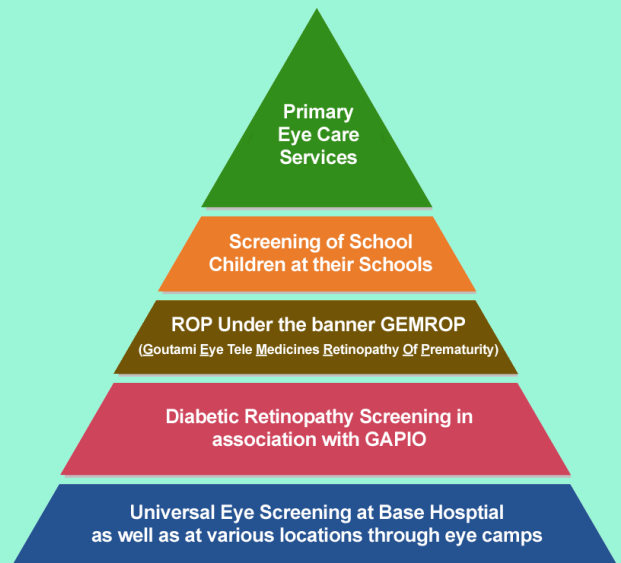 Primary
Eye Care
Services
Screening of School
Children at their Schools
ROP Under the banner GEMROP
(Goutami Eye Tele Medicines Retinopathy Of Prematurity)
Diabetic Retinopathy Screening in
association with GAPIO
Universal Eye Screening at Base Hosptial
as well as at various locations through eye camps